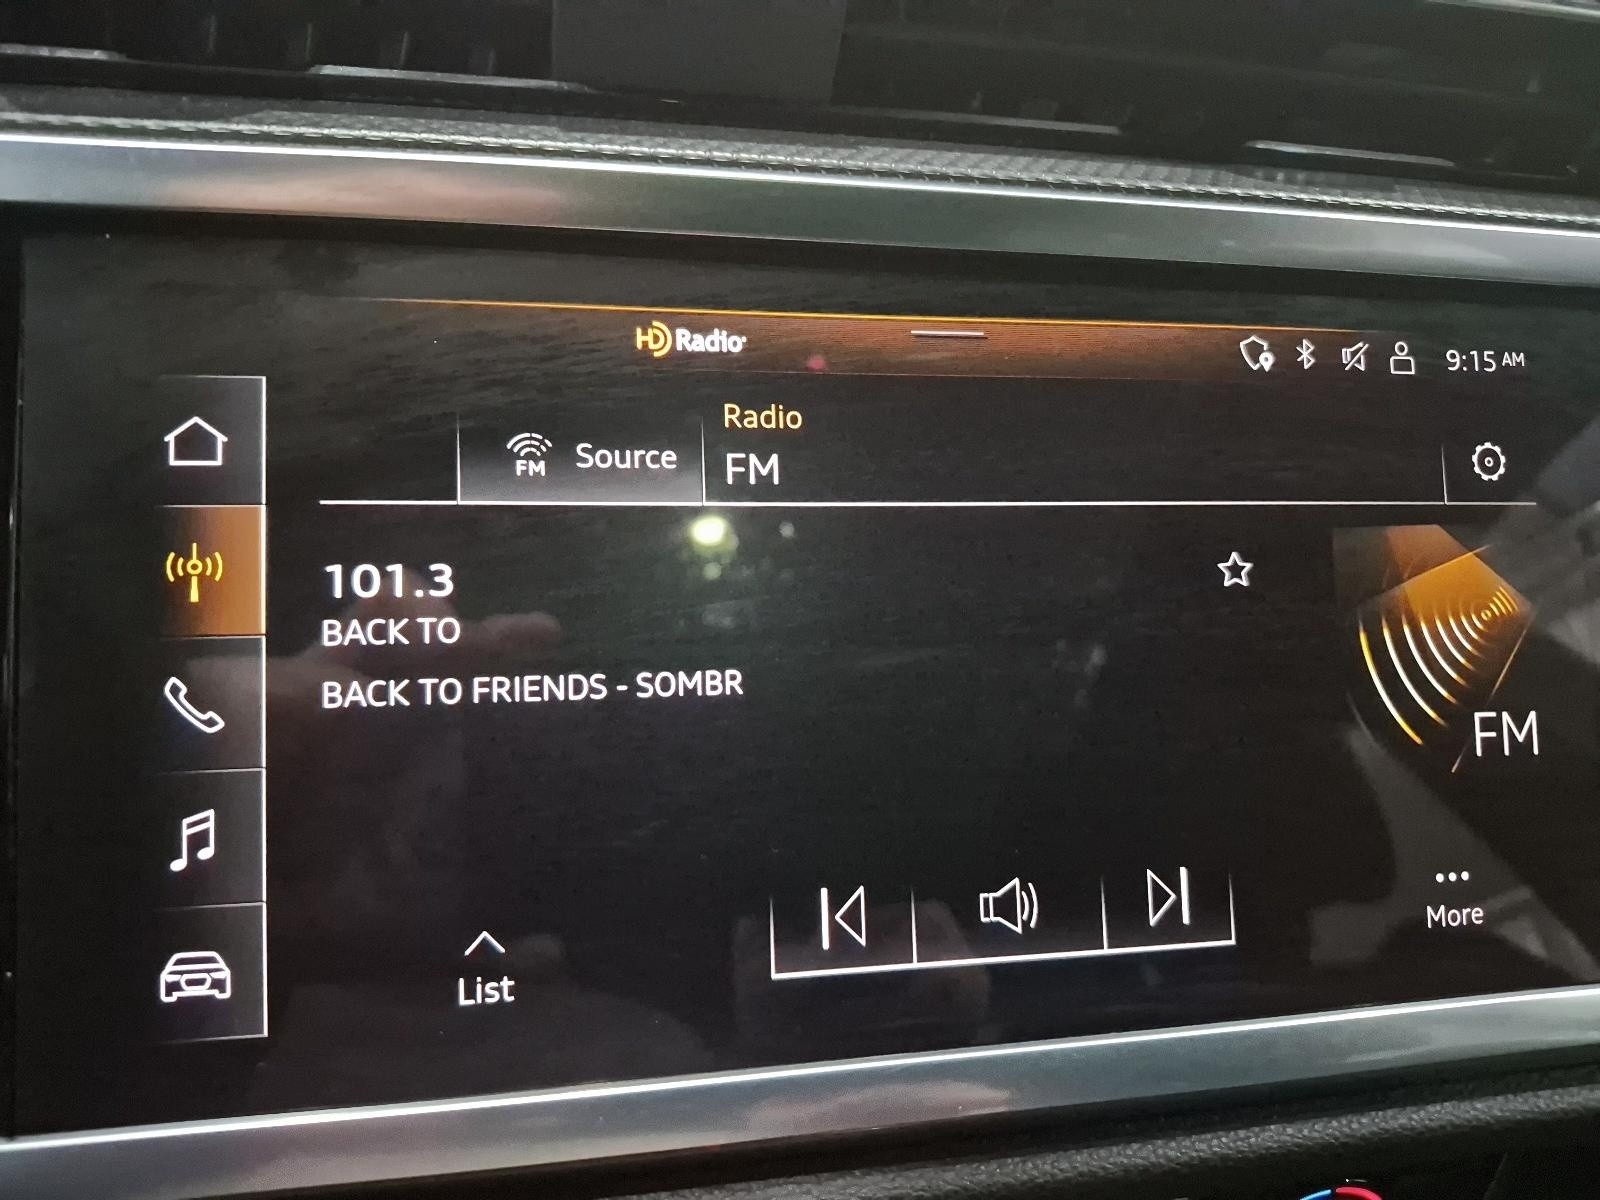 HD Radio
9:15 AM
Radio
FM Source
FM
101.3
BACK TO
BACK TO FRIENDS - SOMBR
FM
More
List